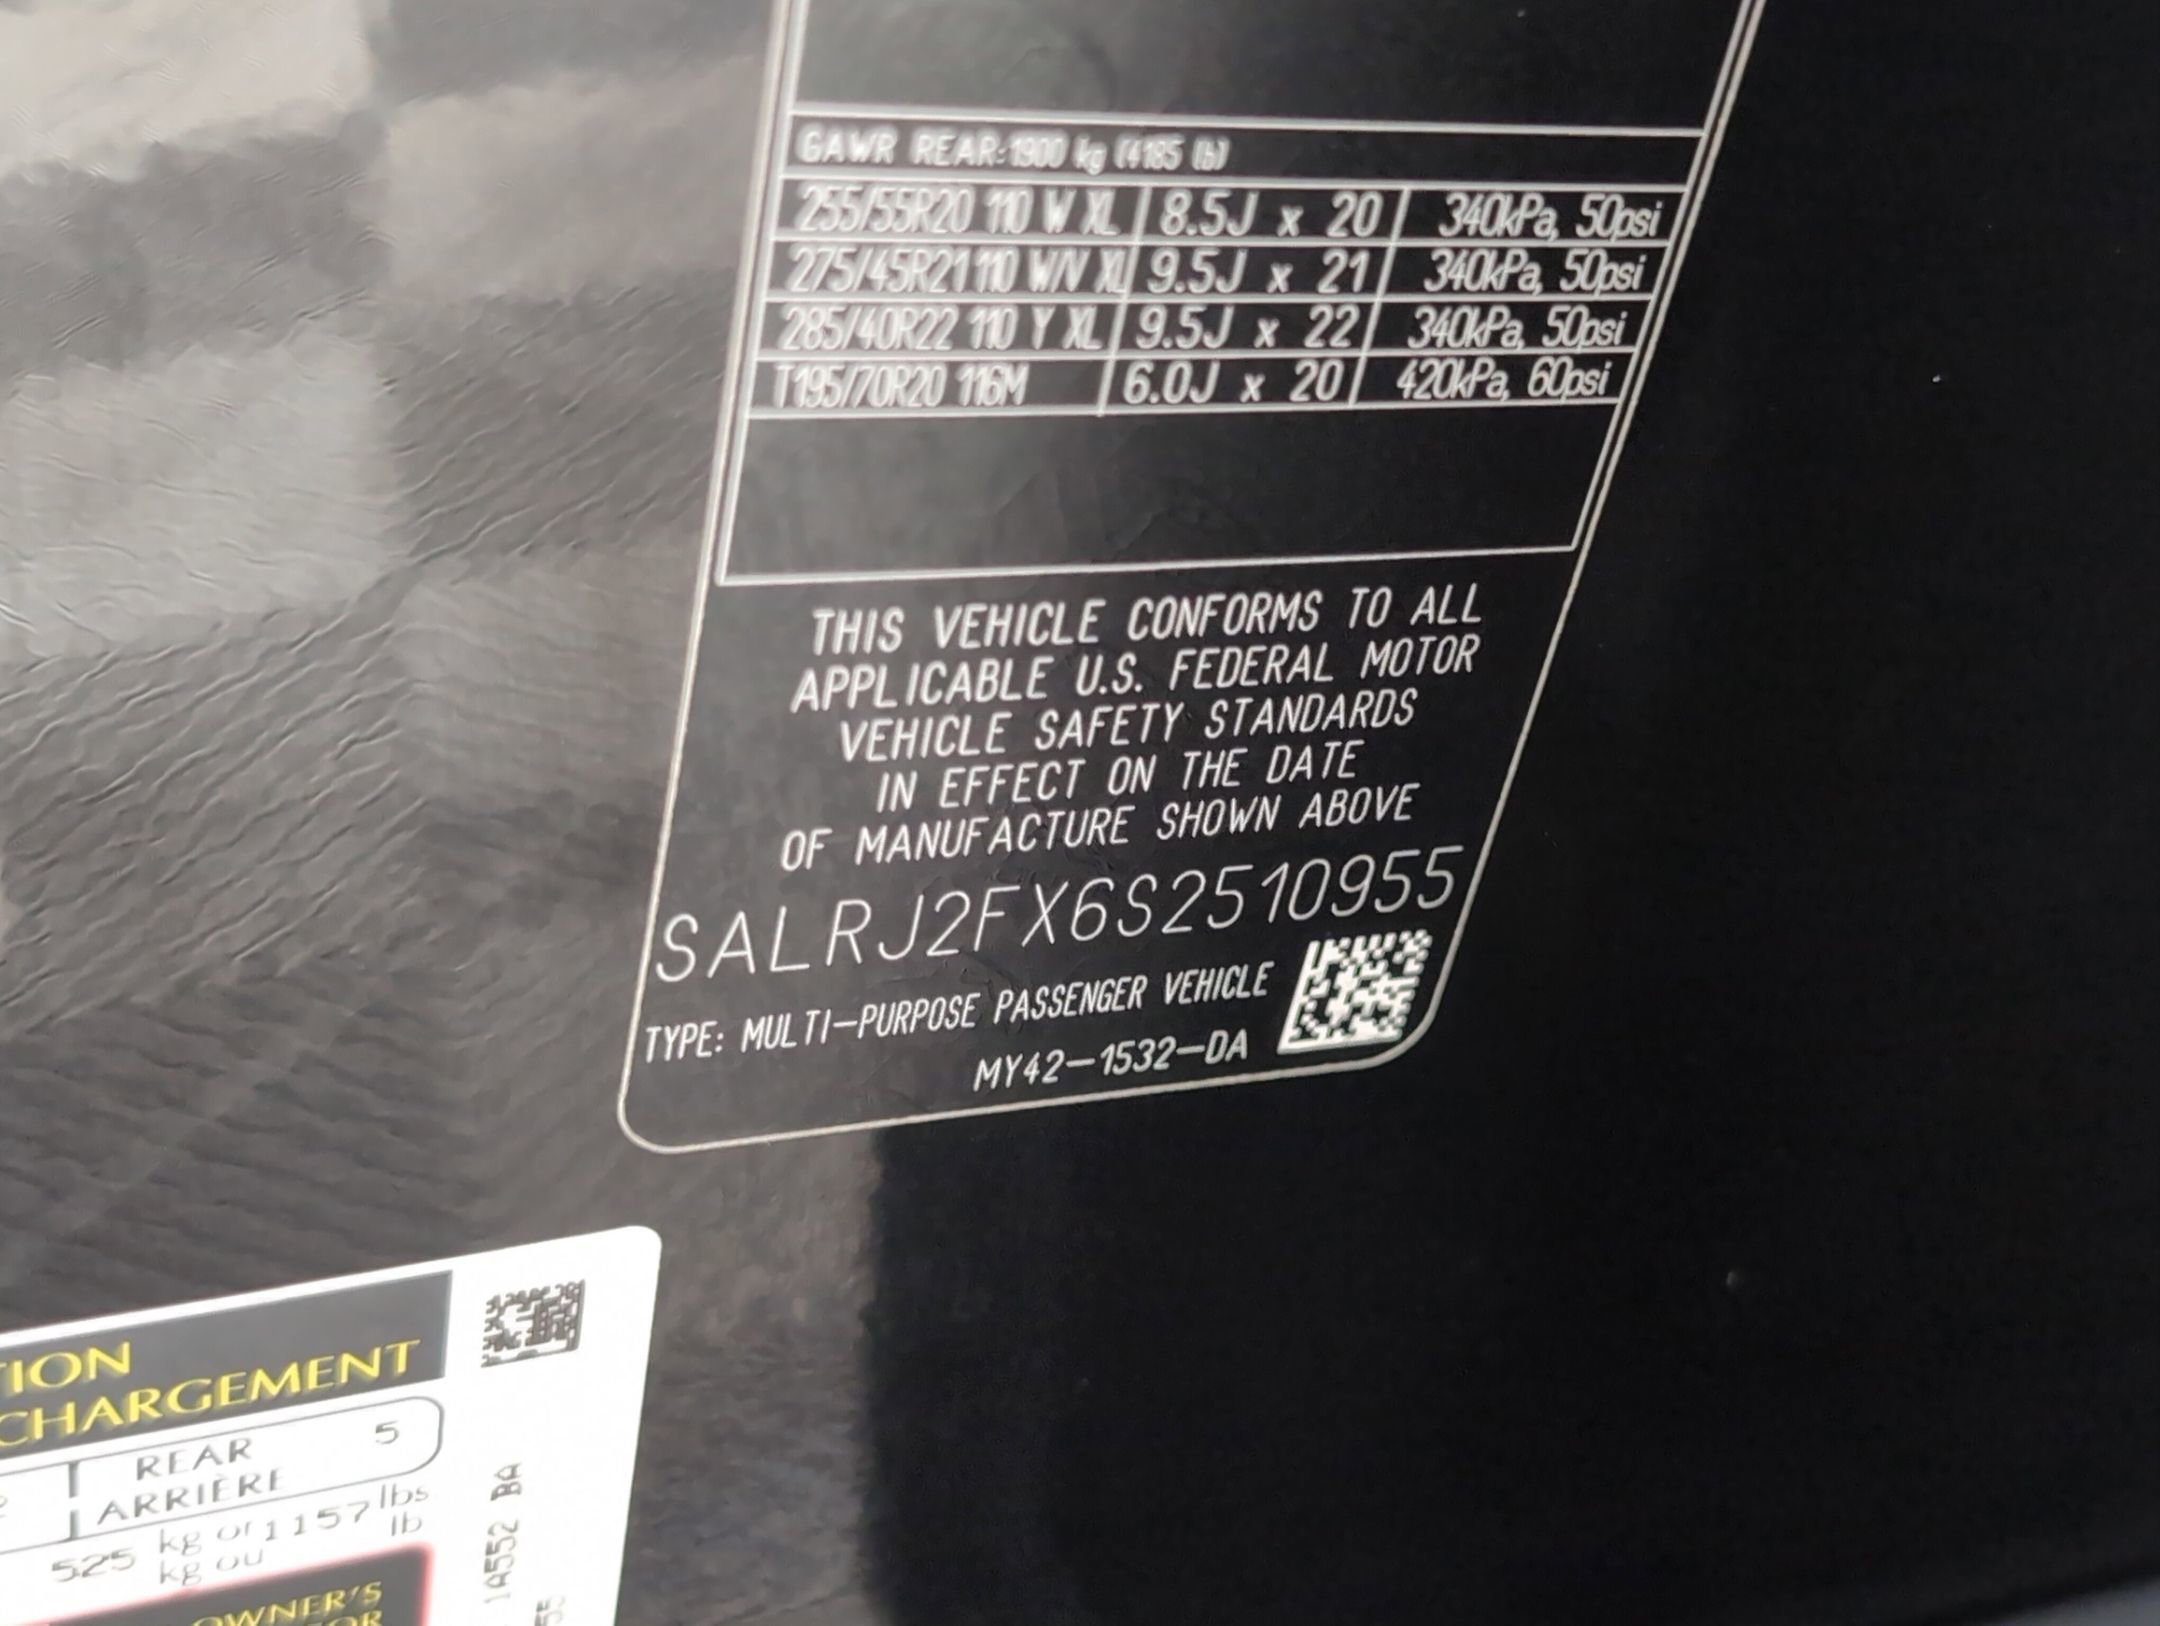 GAWR REAR:1900 kg (4185 lb)
255/55R20 110 W XL 8.5J x 20 340kPa, 50psi
275/45R21 110 W/V XL 9.5J x 21 340kPa, 50psi
285/40R22 110 Y XL 9.5J x 22 340kPa, 50psi
T195/70R20 116M 6.0J x 20 420kPa, 60psi
THIS VEHICLE CONFORMS TO ALL
APPLICABLE U.S. FEDERAL MOTOR
VEHICLE SAFETY STANDARDS
IN EFFECT ON THE DATE
OF MANUFACTURE SHOWN ABOVE
SALRJ2FX6S2510955
TYPE: MULTI-PURPOSE PASSENGER VEHICLE
MY42-1532-DA
TION
CHARGEMENT
REAR 5
ARRIÈRE
525 kg or 1157 lbs
kg ou lb
OWNER'S
1A552 BA
55